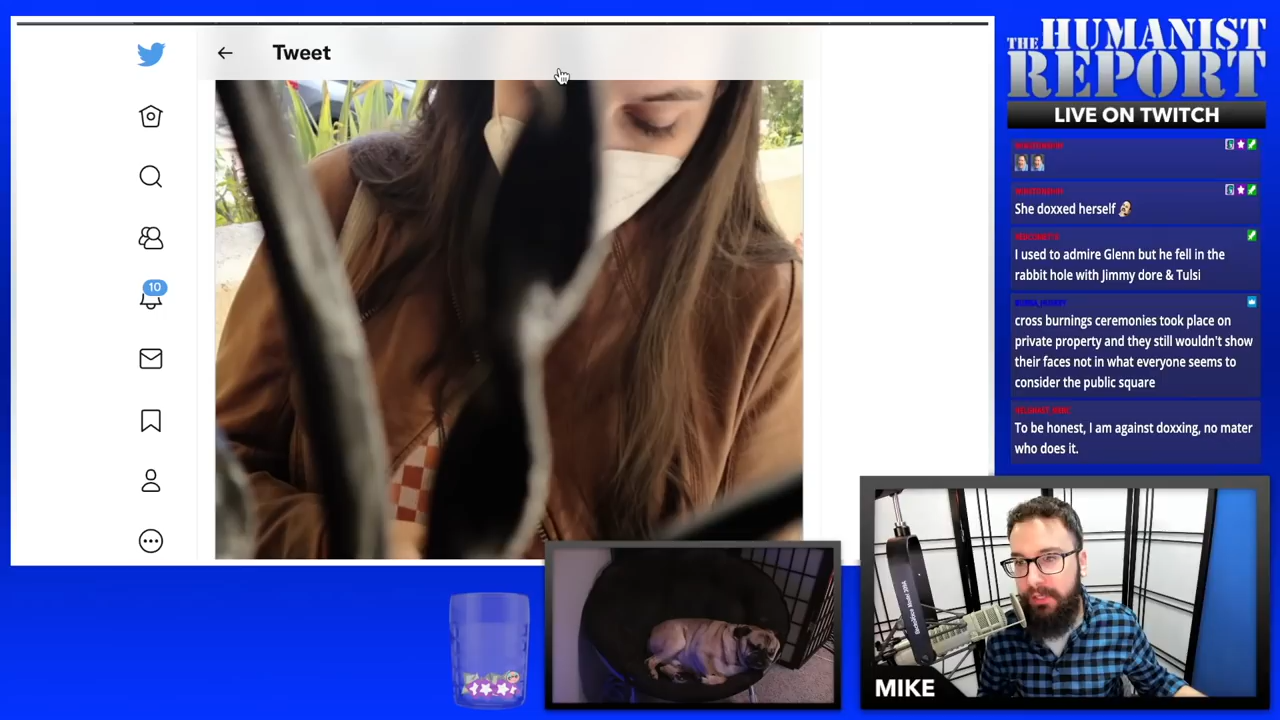 Tweet
10
THE HUMANIST
REPORT
LIVE ON TWITCH
She doxxed herself
I used to admire Glenn but he fell in the
rabbit hole with Jimmy dore & Tulsi
cross burnings ceremonies took place on
private property and they still wouldn't show
their faces not in what everyone seems to
consider the public square
To be honest, I am against doxxing, no mater
who does it.
MIKE